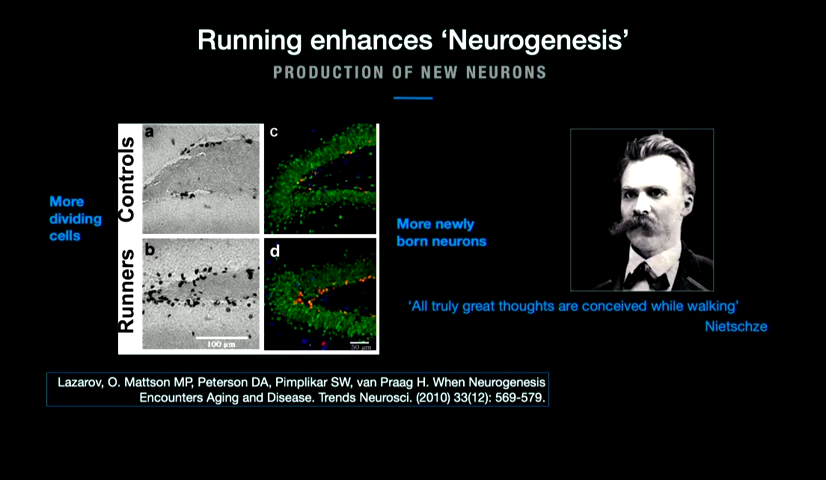 Running enhances ‘Neurogenesis’
PRODUCTION OF NEW NEURONS
More
dividing
cells
Controls
a
c
Runners
b
d
100 µm
50 µm
More newly
born neurons
‘All truly great thoughts are conceived while walking’
Nietschze
Lazarov, O. Mattson MP, Peterson DA, Pimplikar SW, van Praag H. When Neurogenesis
Encounters Aging and Disease. Trends Neurosci. (2010) 33(12): 569-579.